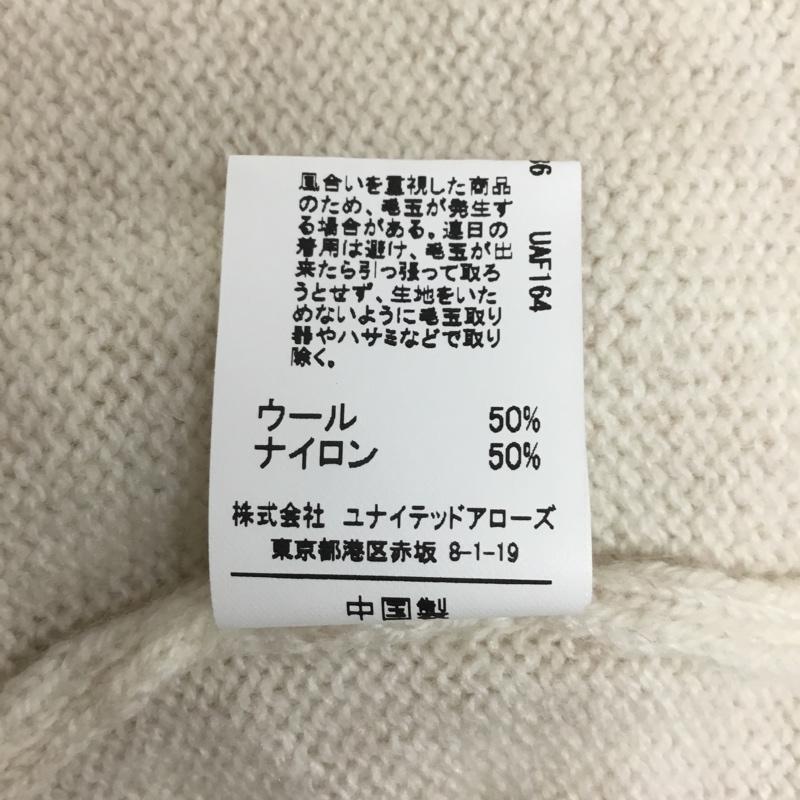 風合いを重視した商品
のため、毛玉が発生す
る場合がある。連日の
着用は避け、毛玉が出
来たら引っ張って取ろ
うとせず、生地をいた
めないように毛玉取り
器やハサミなどで取り
除く。
ウール 50%
ナイロン 50%
株式会社 ユナイテッドアローズ
東京都港区赤坂 8-1-19
中国製
36 UAF164